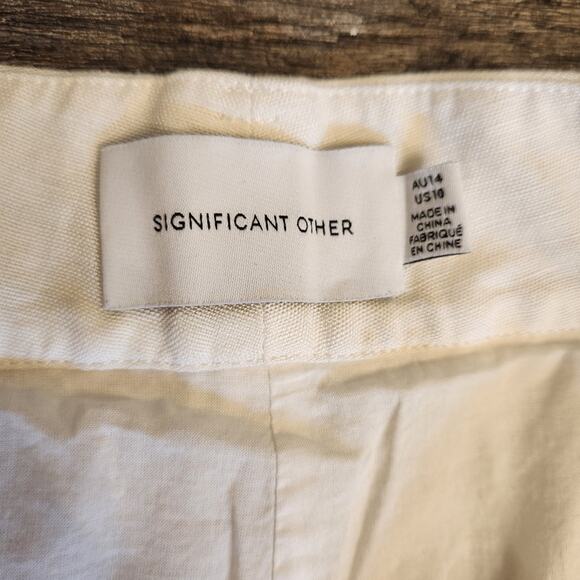 SIGNIFICANT OTHER
AU14
US10
MADE IN
CHINA
FABRIQUÉ
EN CHINE